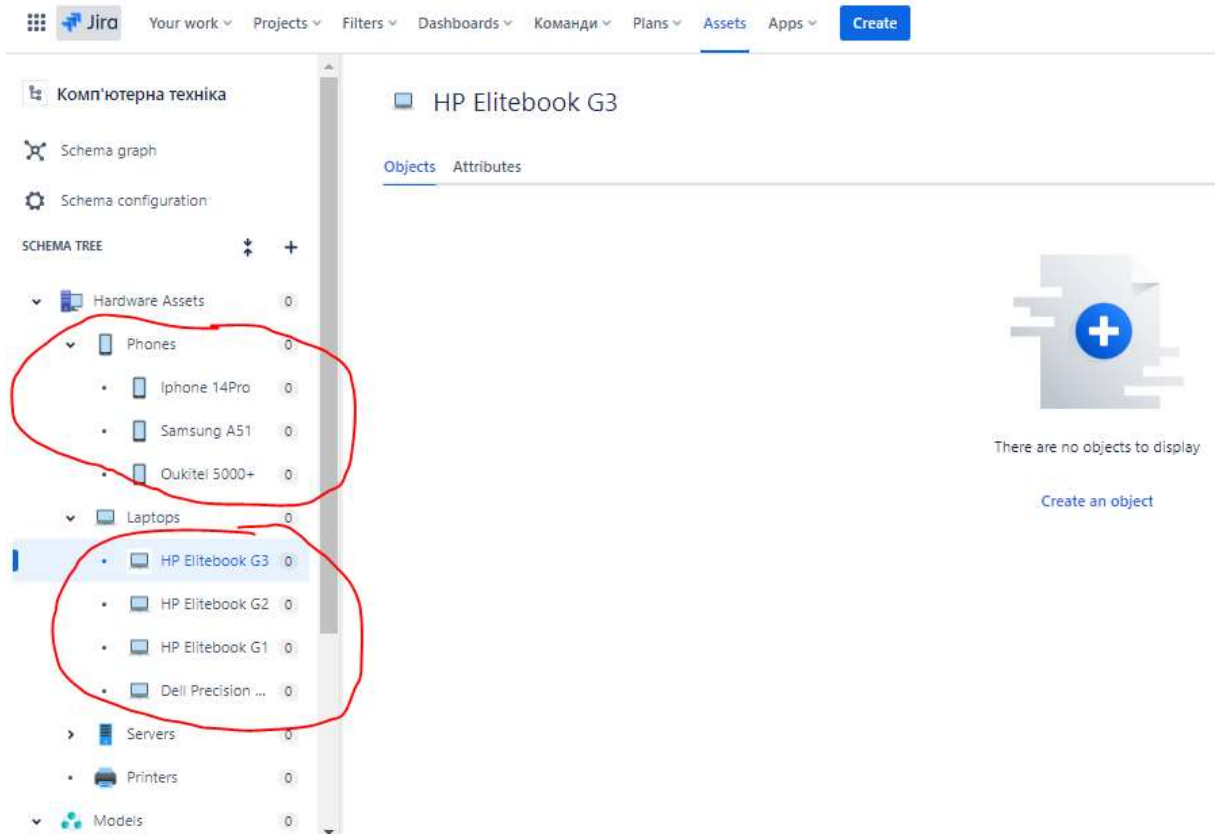 Jira Your work Projects Filters Dashboards Команди Plans Assets Apps Create
Комп'ютерна техніка
Schema graph
Schema configuration
SCHEMA TREE
Hardware Assets 0
Phones 0
Iphone 14Pro 0
Samsung A51 0
Oukitel 5000+ 0
Laptops 0
HP Elitebook G3 0
HP Elitebook G2 0
HP Elitebook G1 0
Dell Precision ... 0
Servers 0
Printers 0
Models 0
HP Elitebook G3
Objects Attributes
There are no objects to display
Create an object